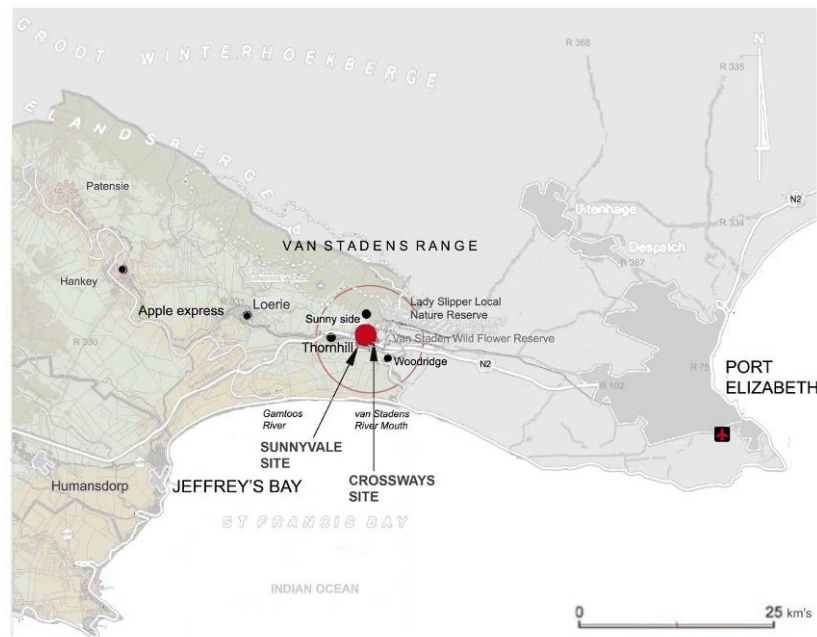 GROOT WINTERHOEKBERGE
R 368
R 335
N
ELANDSBERGE
Patensie
Uitenhage
N2
VAN STADENS RANGE
Despatch
R 334
R 367
Hankey
Lady Slipper Local
Nature Reserve
Apple express
Loerie
R 331
Sunny side
Van Staden Wild Flower Reserve
R 330
Thornhill
Woodridge
N2
R 75
PORT
ELIZABETH
R 102
Gamtoos
River
van Stadens
River Mouth
SUNNYVALE
SITE
CROSSWAYS
SITE
Humansdorp
JEFFREY'S BAY
ST FRANCIS BAY
INDIAN OCEAN
0
25 km's